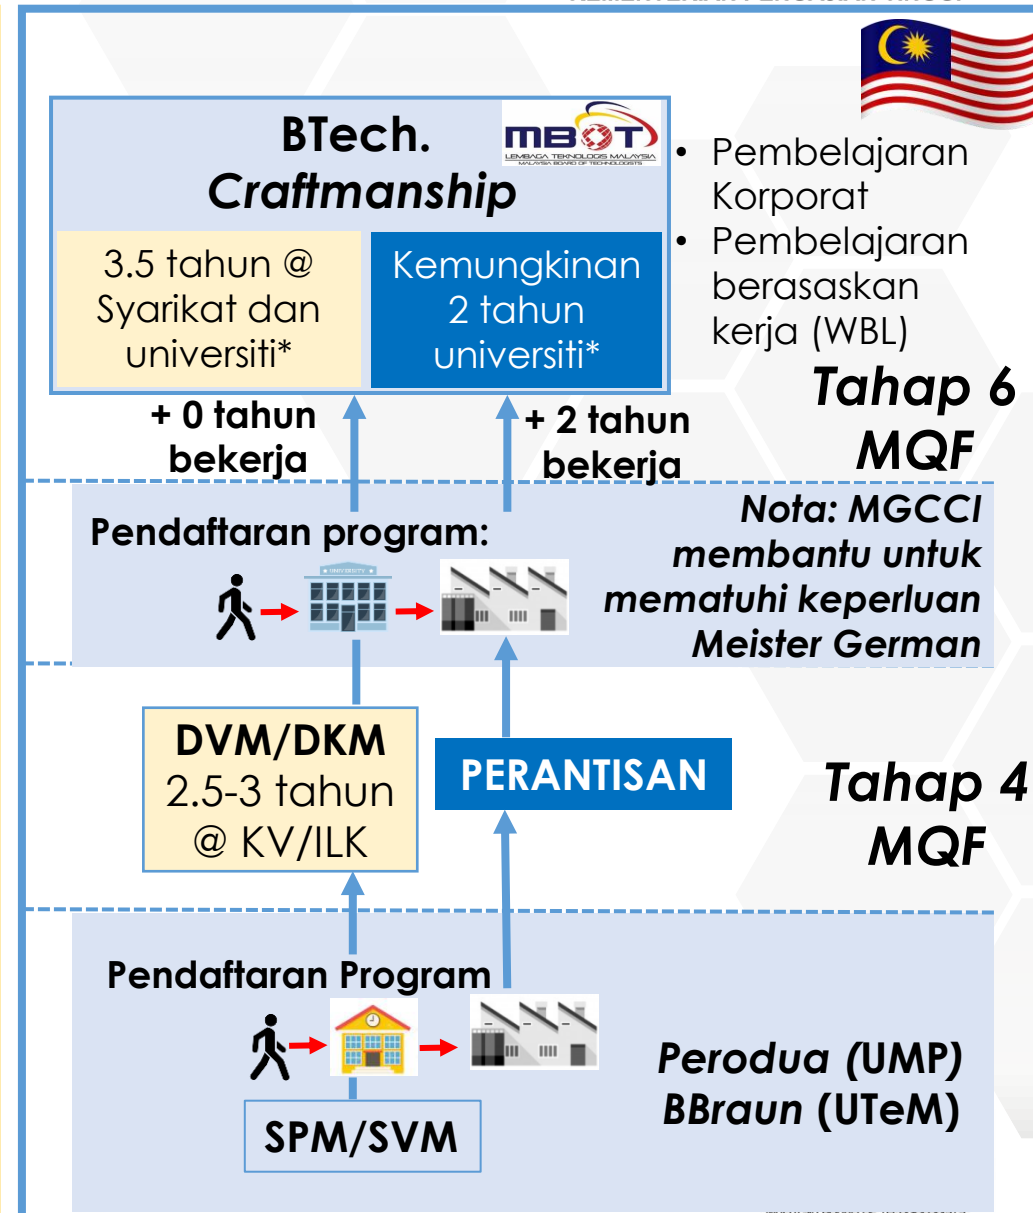 BTech.
Craftmanship
MBOT
LEMBAGA TEKNOLOGIS MALAYSIA
MALAYSIA BOARD OF TECHNOLOGISTS
3.5 tahun @
Syarikat dan
universiti*
Kemungkinan
2 tahun
universiti*
• Pembelajaran
Korporat
• Pembelajaran
berasaskan
kerja (WBL)
Tahap 6
MQF
+ 0 tahun
bekerja
+ 2 tahun
bekerja
Pendaftaran program:
UNIVERSITY
Nota: MGCCI
membantu untuk
mematuhi keperluan
Meister German
DVM/DKM
2.5-3 tahun
@ KV/ILK
PERANTISAN
Tahap 4
MQF
Pendaftaran Program
SPM/SVM
Perodua (UMP)
BBraun (UTeM)